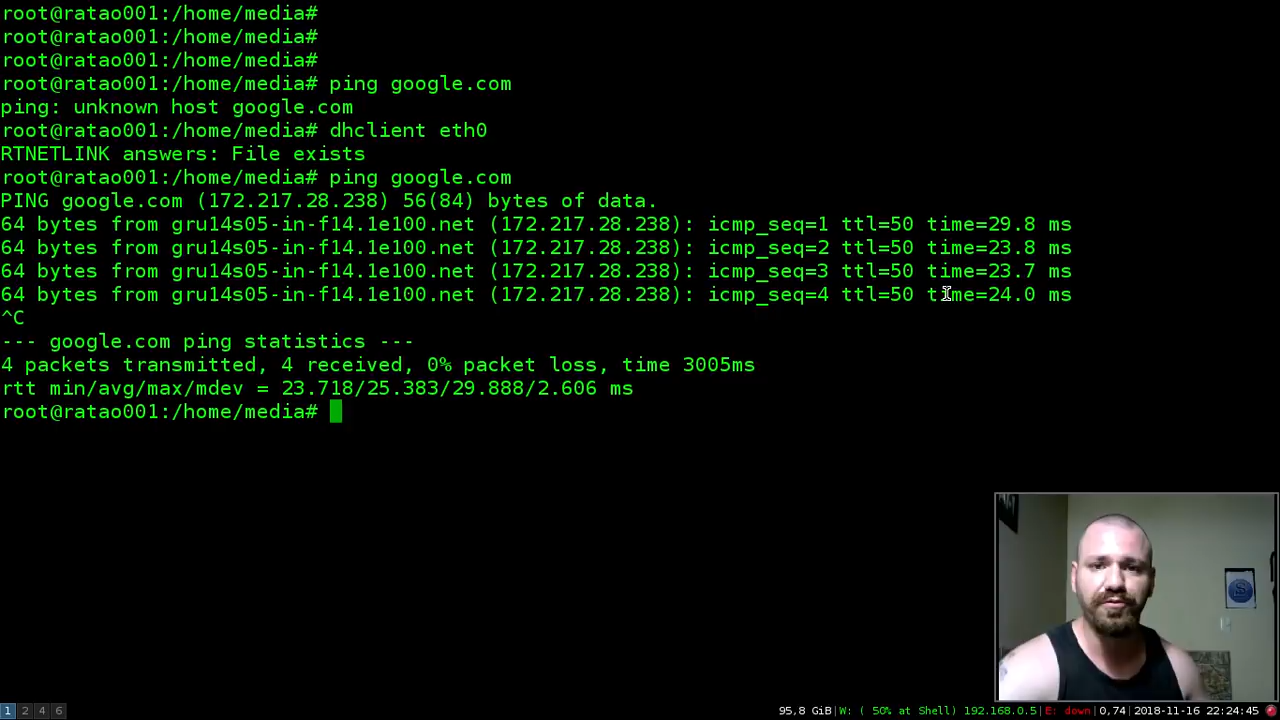 root@ratao001:/home/media#
root@ratao001:/home/media#
root@ratao001:/home/media#
root@ratao001:/home/media# ping google.com
ping: unknown host google.com
root@ratao001:/home/media# dhclient eth0
RTNETLINK answers: File exists
root@ratao001:/home/media# ping google.com
PING google.com (172.217.28.238) 56(84) bytes of data.
64 bytes from gru14s05-in-f14.1e100.net (172.217.28.238): icmp_seq=1 ttl=50 time=29.8 ms
64 bytes from gru14s05-in-f14.1e100.net (172.217.28.238): icmp_seq=2 ttl=50 time=23.8 ms
64 bytes from gru14s05-in-f14.1e100.net (172.217.28.238): icmp_seq=3 ttl=50 time=23.7 ms
64 bytes from gru14s05-in-f14.1e100.net (172.217.28.238): icmp_seq=4 ttl=50 time=24.0 ms
^C
--- google.com ping statistics ---
4 packets transmitted, 4 received, 0% packet loss, time 3005ms
rtt min/avg/max/mdev = 23.718/25.383/29.888/2.606 ms
root@ratao001:/home/media#
1 2 4 6 95,8 GiB|W: ( 50% at Shell) 192.168.0.5|E: down|0,74|2018-11-16 22:24:45